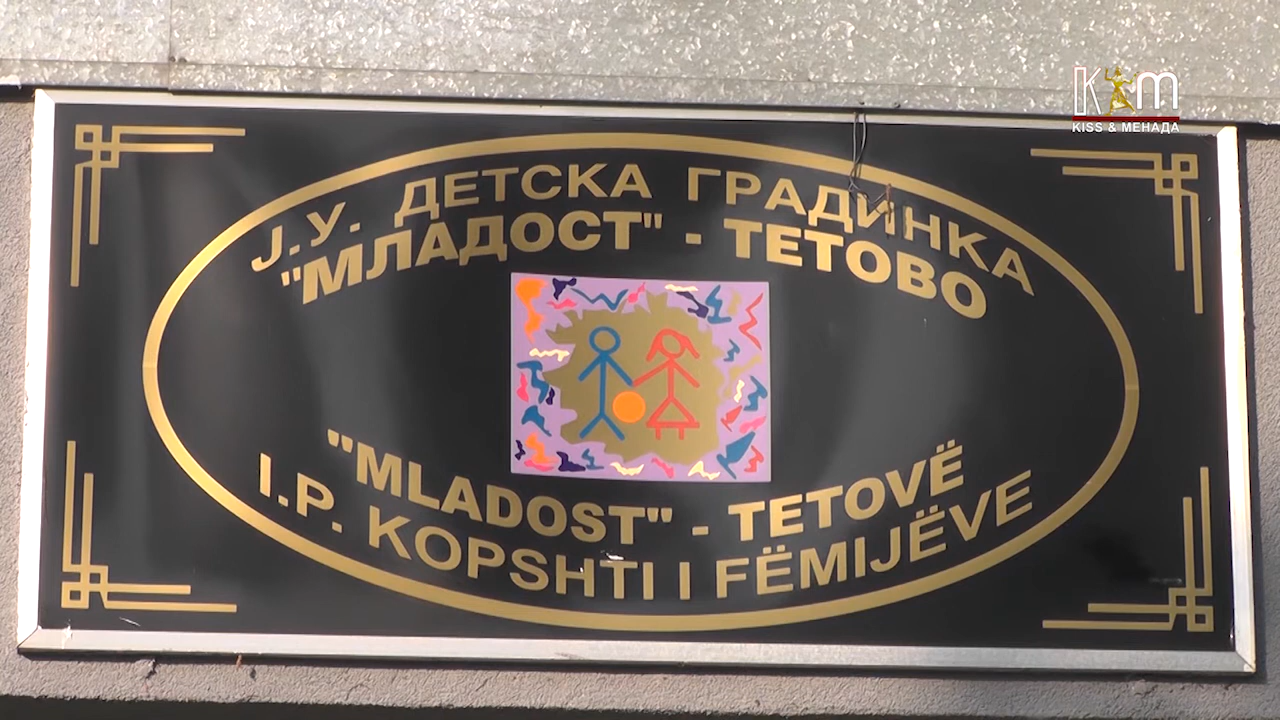 J.У. ДЕТСКА ГРАДИНКА
"МЛАДОСТ" - ТЕТОВО
"MLADOST" - TETOVË
I.P. KOPSHTI I FËMIJËVE
K m
KISS & МЕНАДА